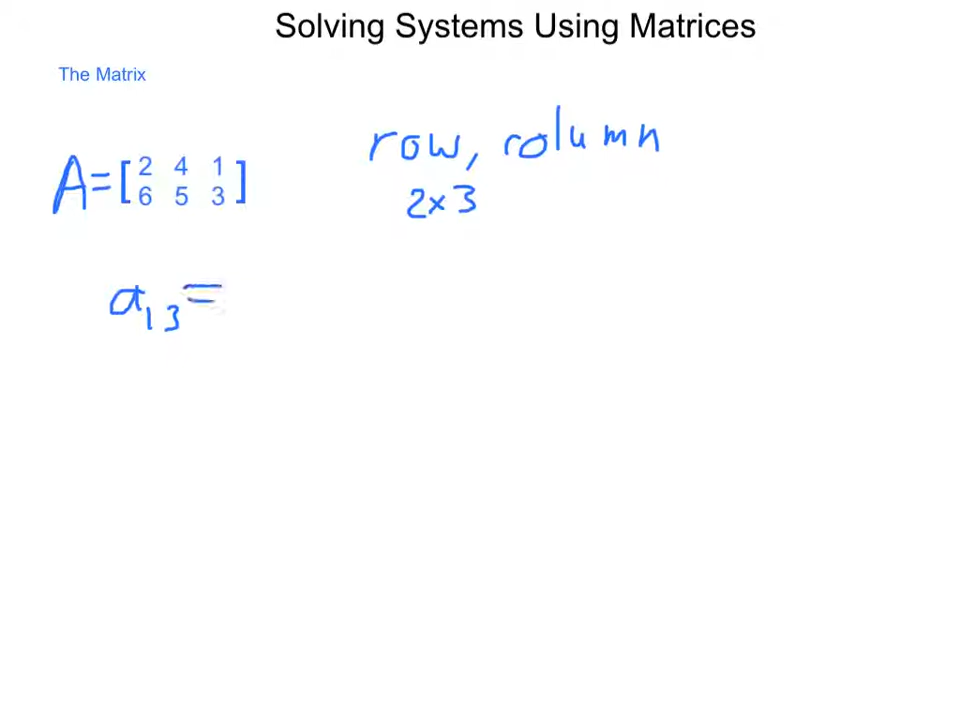 Solving Systems Using Matrices
The Matrix
row, column
A=[2 4 1
6 5 3]
2x3
a13=